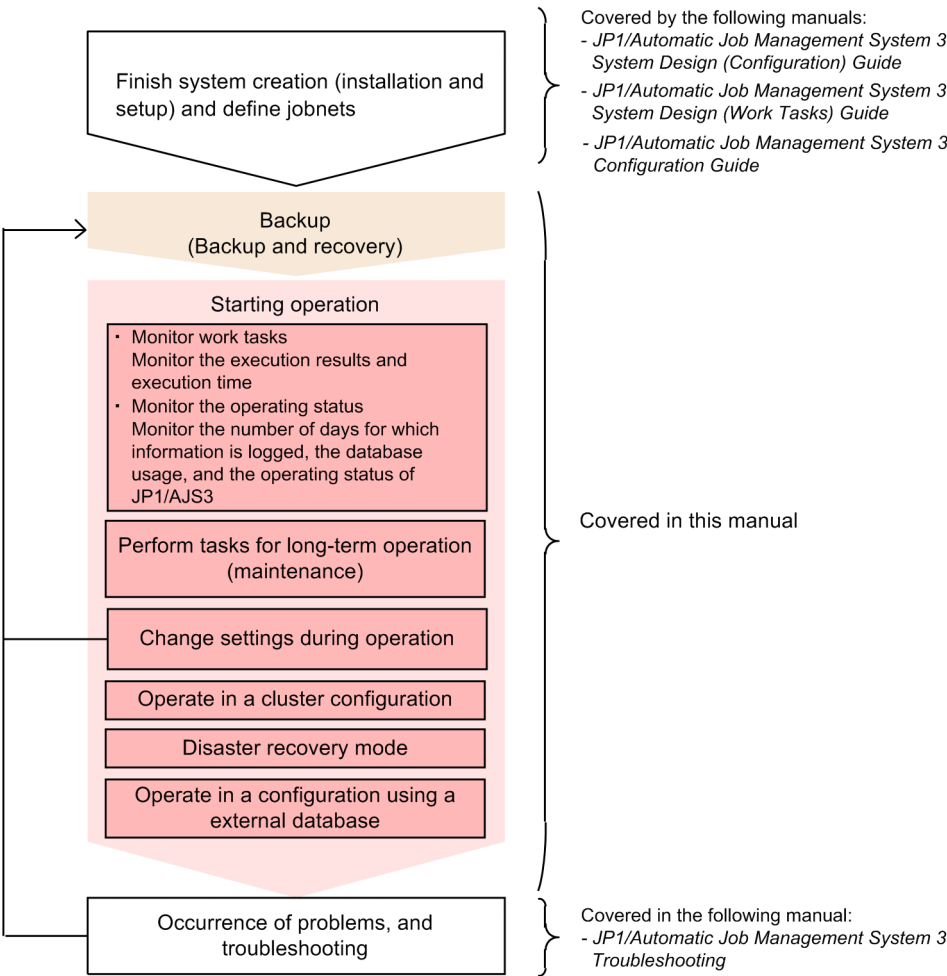 Finish system creation (installation and
setup) and define jobnets
Covered by the following manuals:
- JP1/Automatic Job Management System 3
System Design (Configuration) Guide
- JP1/Automatic Job Management System 3
System Design (Work Tasks) Guide
- JP1/Automatic Job Management System 3
Configuration Guide
Backup
(Backup and recovery)
Starting operation
・ Monitor work tasks
Monitor the execution results and
execution time
・ Monitor the operating status
Monitor the number of days for which
information is logged, the database
usage, and the operating status of
JP1/AJS3
Perform tasks for long-term operation
(maintenance)
Change settings during operation
Operate in a cluster configuration
Disaster recovery mode
Operate in a configuration using a
external database
Covered in this manual
Occurrence of problems, and
troubleshooting
Covered in the following manual:
- JP1/Automatic Job Management System 3
Troubleshooting